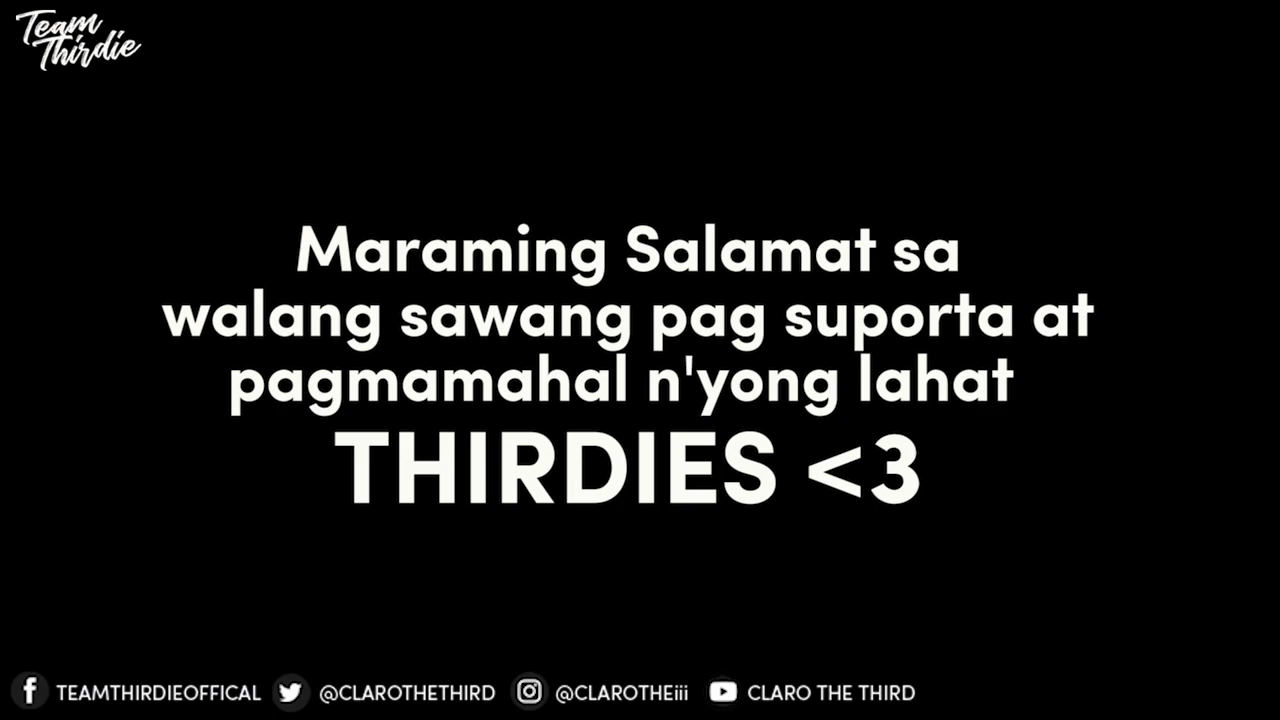 Team
Thirdie
Maraming Salamat sa
walang sawang pag suporta at
pagmamahal n'yong lahat
THIRDIES <3
TEAMTHIRDIEOFFICAL @CLAROTHETHIRD @CLAROTHEiii CLARO THE THIRD